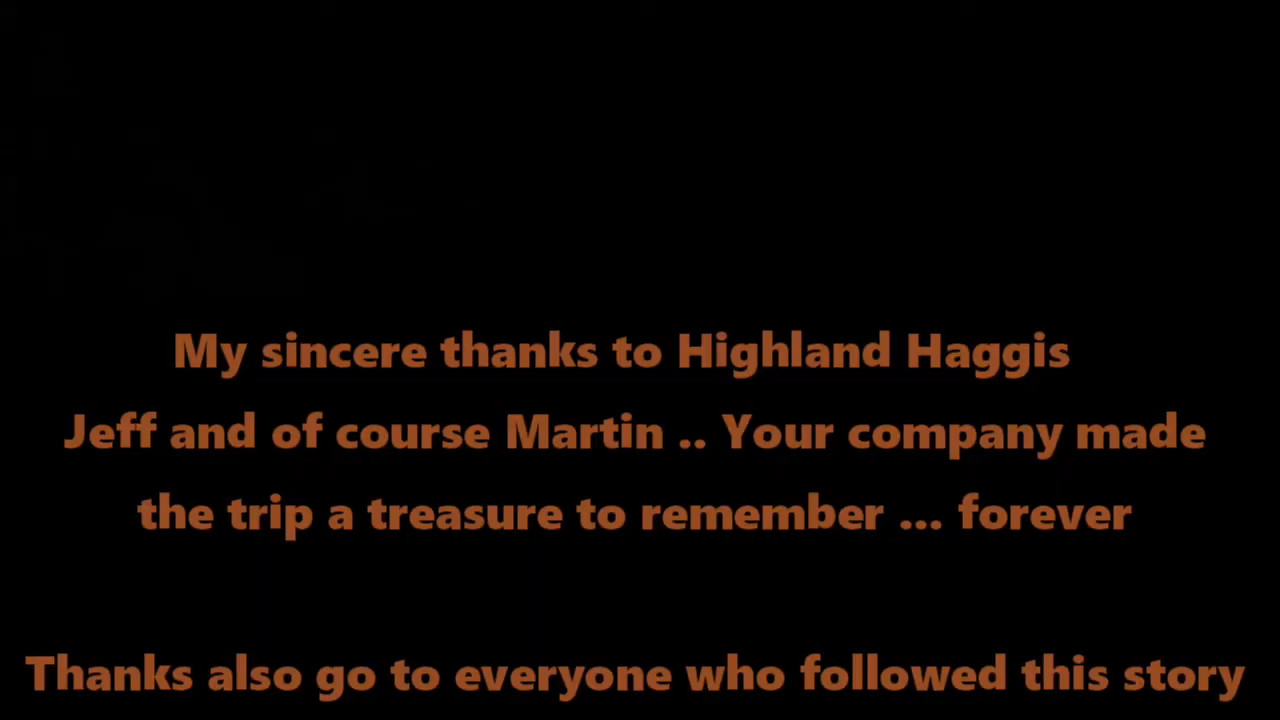 My sincere thanks to Highland Haggis
Jeff and of course Martin .. Your company made
the trip a treasure to remember ... forever
Thanks also go to everyone who followed this story